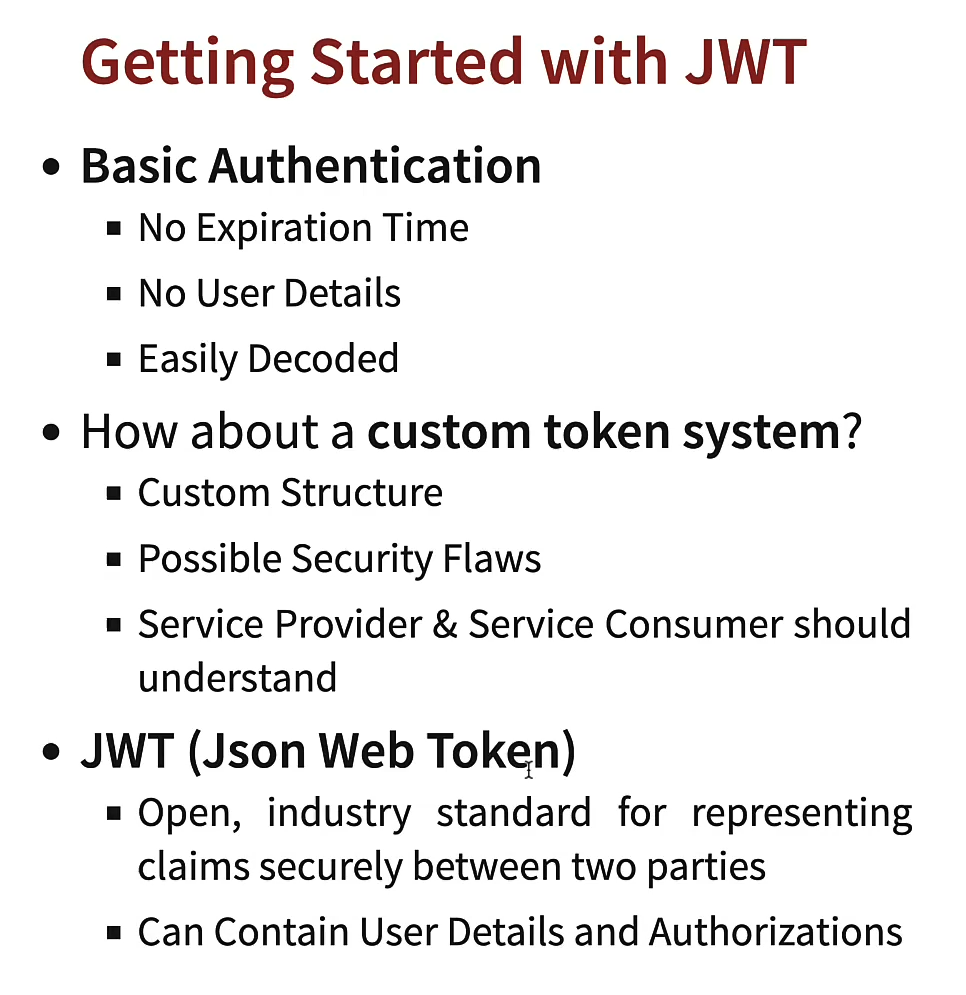 Getting Started with JWT
• Basic Authentication
▪ No Expiration Time
▪ No User Details
▪ Easily Decoded
• How about a custom token system?
▪ Custom Structure
▪ Possible Security Flaws
▪ Service Provider & Service Consumer should
understand
• JWT (Json Web Token)
▪ Open, industry standard for representing
claims securely between two parties
▪ Can Contain User Details and Authorizations